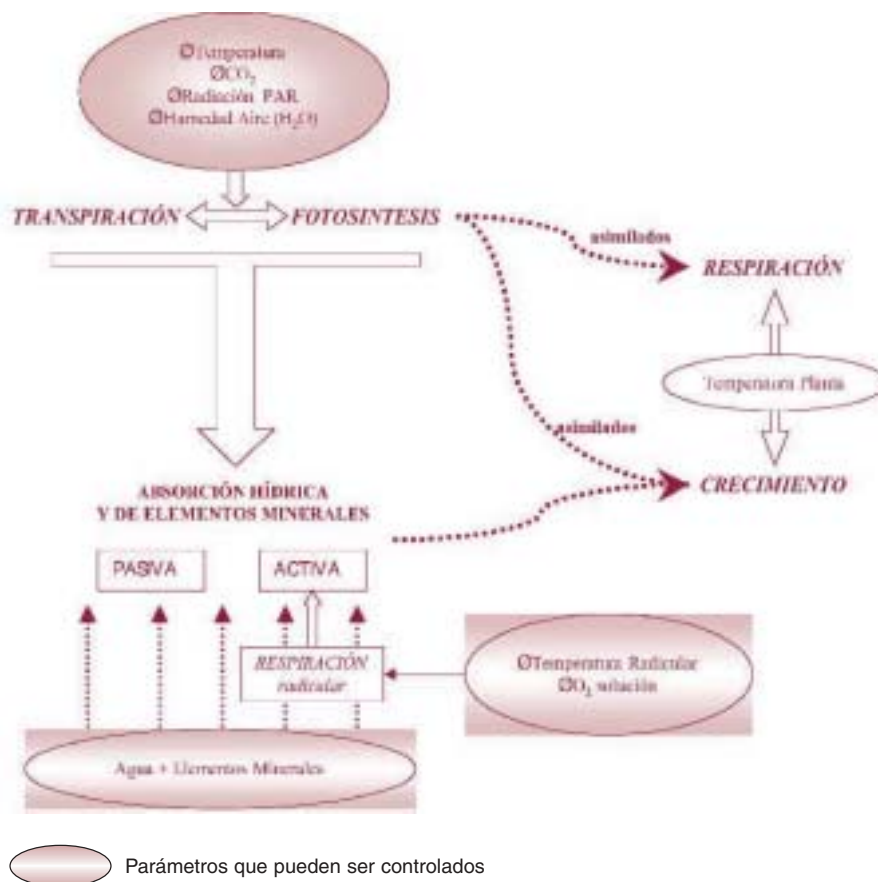 ØTemperatura
ØCO2
ØRadiación PAR
ØHumedad Aire (H2O)
TRANSPIRACIÓN
FOTOSINTESIS
asimilados
RESPIRACIÓN
Temperatura Planta
asimilados
CRECIMIENTO
ABSORCIÓN HÍDRICA
Y DE ELEMENTOS MINERALES
PASIVA
ACTIVA
RESPIRACIÓN
radicular
ØTemperatura Radicular
ØO2 solución
Agua + Elementos Minerales
Parámetros que pueden ser controlados